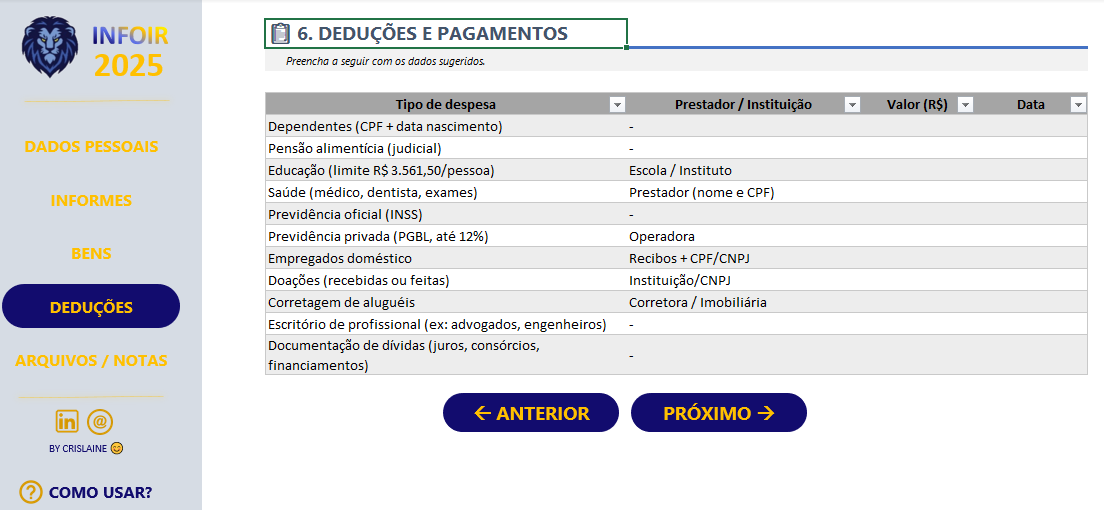 INFOIR
2025
DADOS PESSOAIS
INFORMES
BENS
DEDUÇÕES
ARQUIVOS / NOTAS
in @
BY CRISLAINE
? COMO USAR?
6. DEDUÇÕES E PAGAMENTOS
Preencha a seguir com os dados sugeridos.
Tipo de despesa Prestador / Instituição Valor (R$) Data
Dependentes (CPF + data nascimento) -
Pensão alimentícia (judicial) -
Educação (limite R$ 3.561,50/pessoa) Escola / Instituto
Saúde (médico, dentista, exames) Prestador (nome e CPF)
Previdência oficial (INSS) -
Previdência privada (PGBL, até 12%) Operadora
Empregados doméstico Recibos + CPF/CNPJ
Doações (recebidas ou feitas) Instituição/CNPJ
Corretagem de aluguéis Corretora / Imobiliária
Escritório de profissional (ex: advogados, engenheiros) -
Documentação de dívidas (juros, consórcios, -
financiamentos)
← ANTERIOR PRÓXIMO →